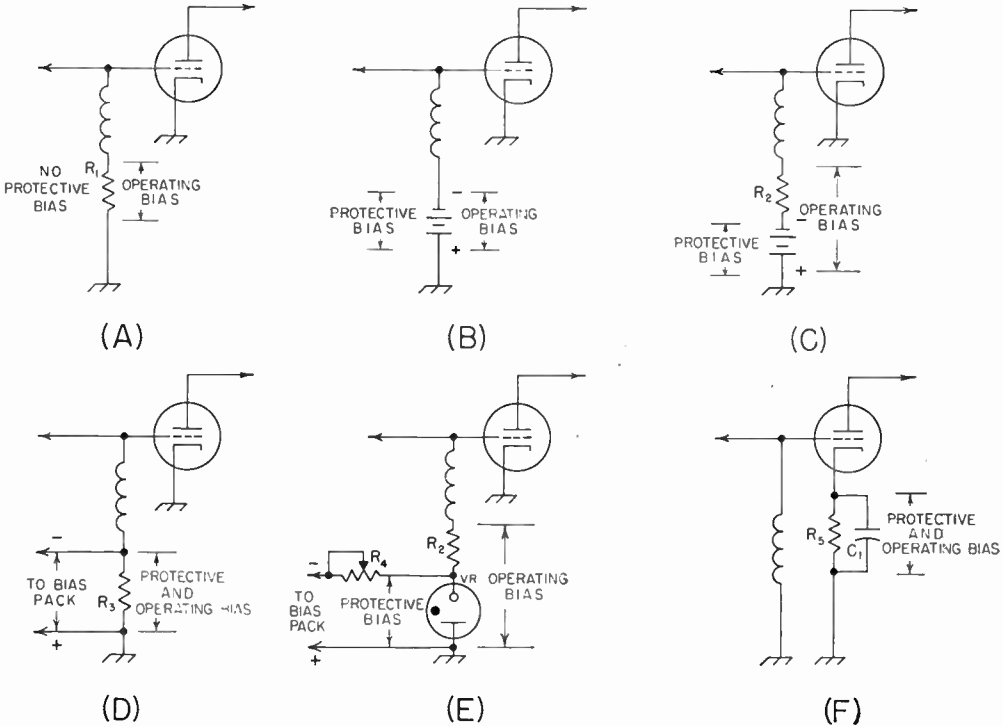 NO
PROTECTIVE
BIAS
R1
OPERATING
BIAS
(A)
PROTECTIVE
BIAS
-
+
OPERATING
BIAS
(B)
R2
-
+
PROTECTIVE
BIAS
OPERATING
BIAS
(C)
-
TO BIAS
PACK
+
R3
PROTECTIVE
AND
OPERATING BIAS
(D)
R2
-
R4
VR
TO
BIAS
PACK
+
PROTECTIVE
BIAS
OPERATING
BIAS
(E)
R5
C1
PROTECTIVE
AND
OPERATING BIAS
(F)